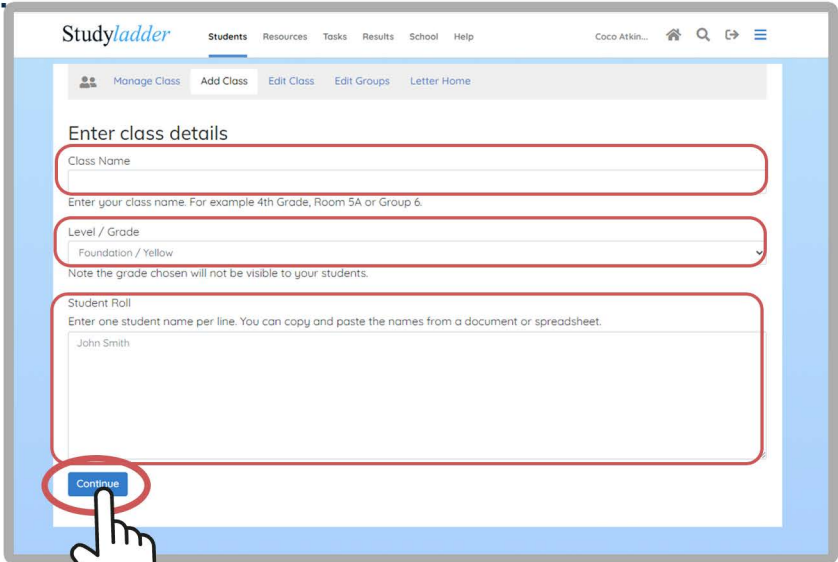 Studyladder Students Resources Tasks Results School Help Coco Atkin...
Manage Class Add Class Edit Class Edit Groups Letter Home
Enter class details
Class Name
Enter your class name. For example 4th Grade, Room 5A or Group 6.
Level / Grade
Foundation / Yellow
Note the grade chosen will not be visible to your students.
Student Roll
Enter one student name per line. You can copy and paste the names from a document or spreadsheet.
John Smith
Continue